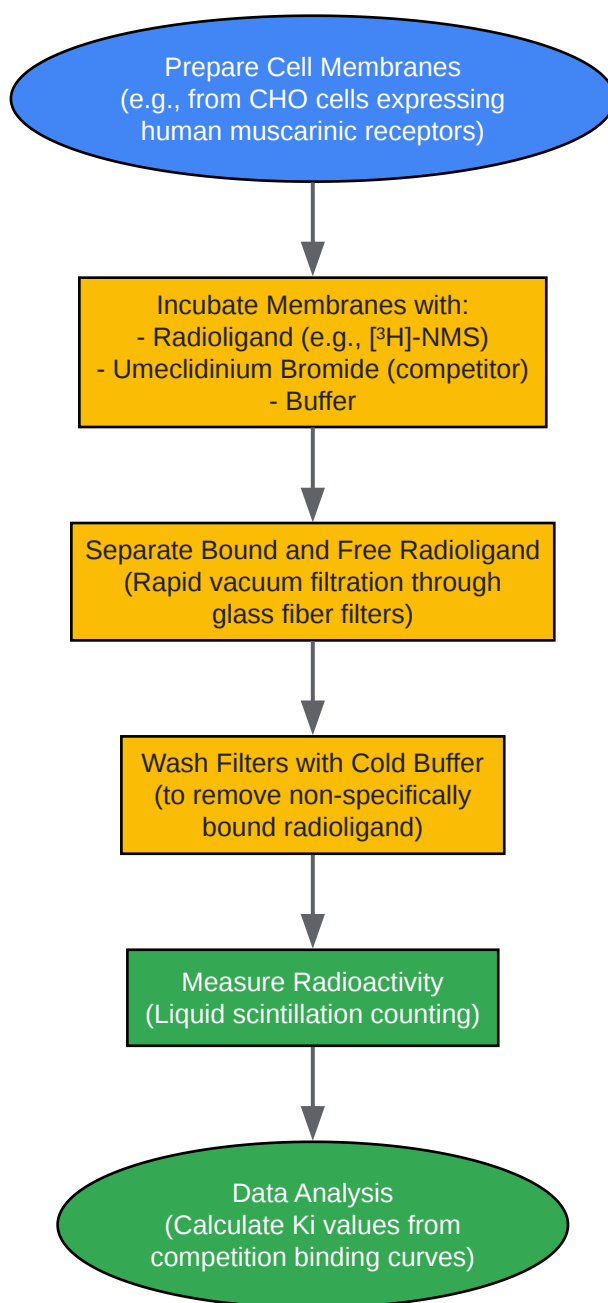 Prepare Cell Membranes
(e.g., from CHO cells expressing
human muscarinic receptors)
Incubate Membranes with:
- Radioligand (e.g., [³H]-NMS)
- Umeclidinium Bromide (competitor)
- Buffer
Separate Bound and Free Radioligand
(Rapid vacuum filtration through
glass fiber filters)
Wash Filters with Cold Buffer
(to remove non-specifically
bound radioligand)
Measure Radioactivity
(Liquid scintillation counting)
Data Analysis
(Calculate Ki values from
competition binding curves)